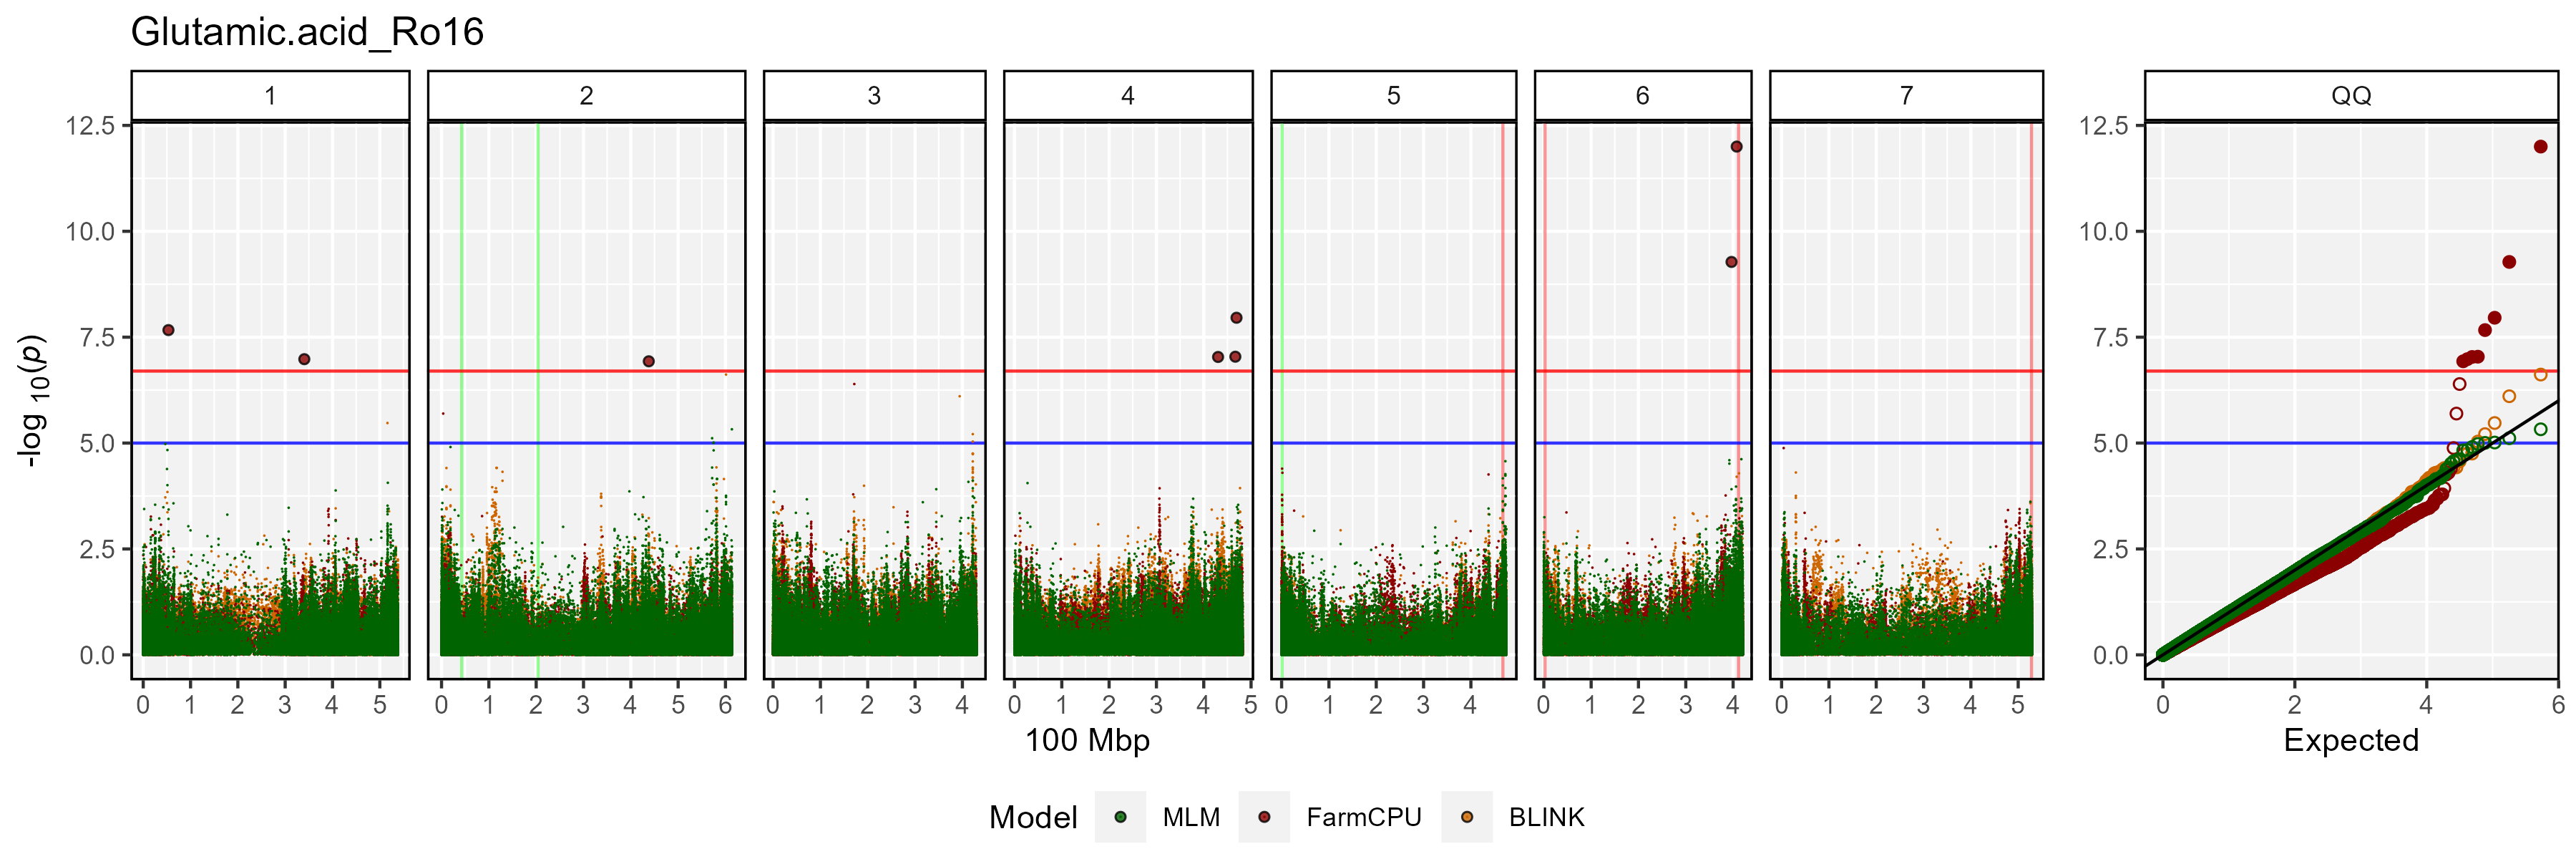 Glutamic.acid_Ro16
1 2 3 4 5 6 7 QQ
12.5 12.5
10.0 10.0
7.5 7.5
5.0 5.0
2.5 2.5
0.0 0.0
-log 10(p)
0 1 2 3 4 5 0 1 2 3 4 5 6 0 1 2 3 4 0 1 2 3 4 5 0 1 2 3 4 0 1 2 3 4 0 1 2 3 4 5 0 2 4 6
100 Mbp Expected
Model MLM FarmCPU BLINK